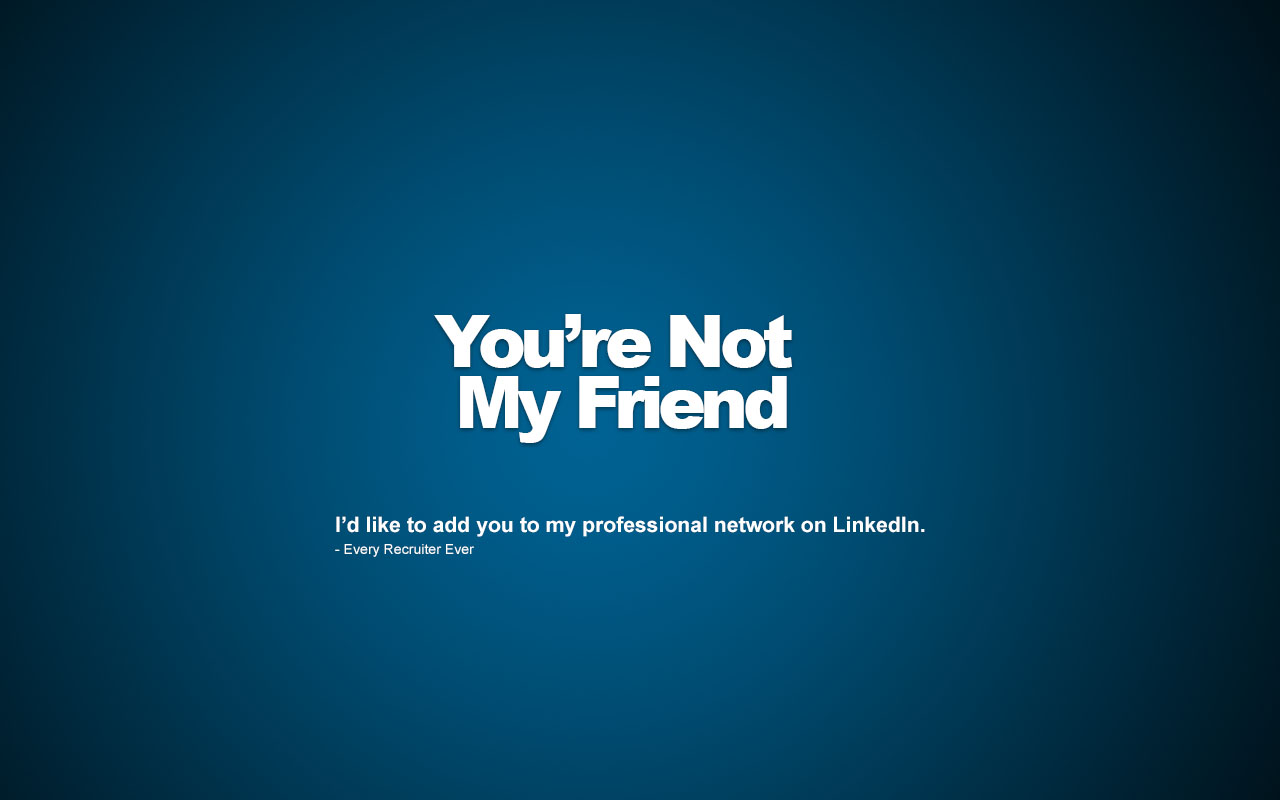 You’re Not
My Friend
I’d like to add you to my professional network on LinkedIn.
- Every Recruiter Ever